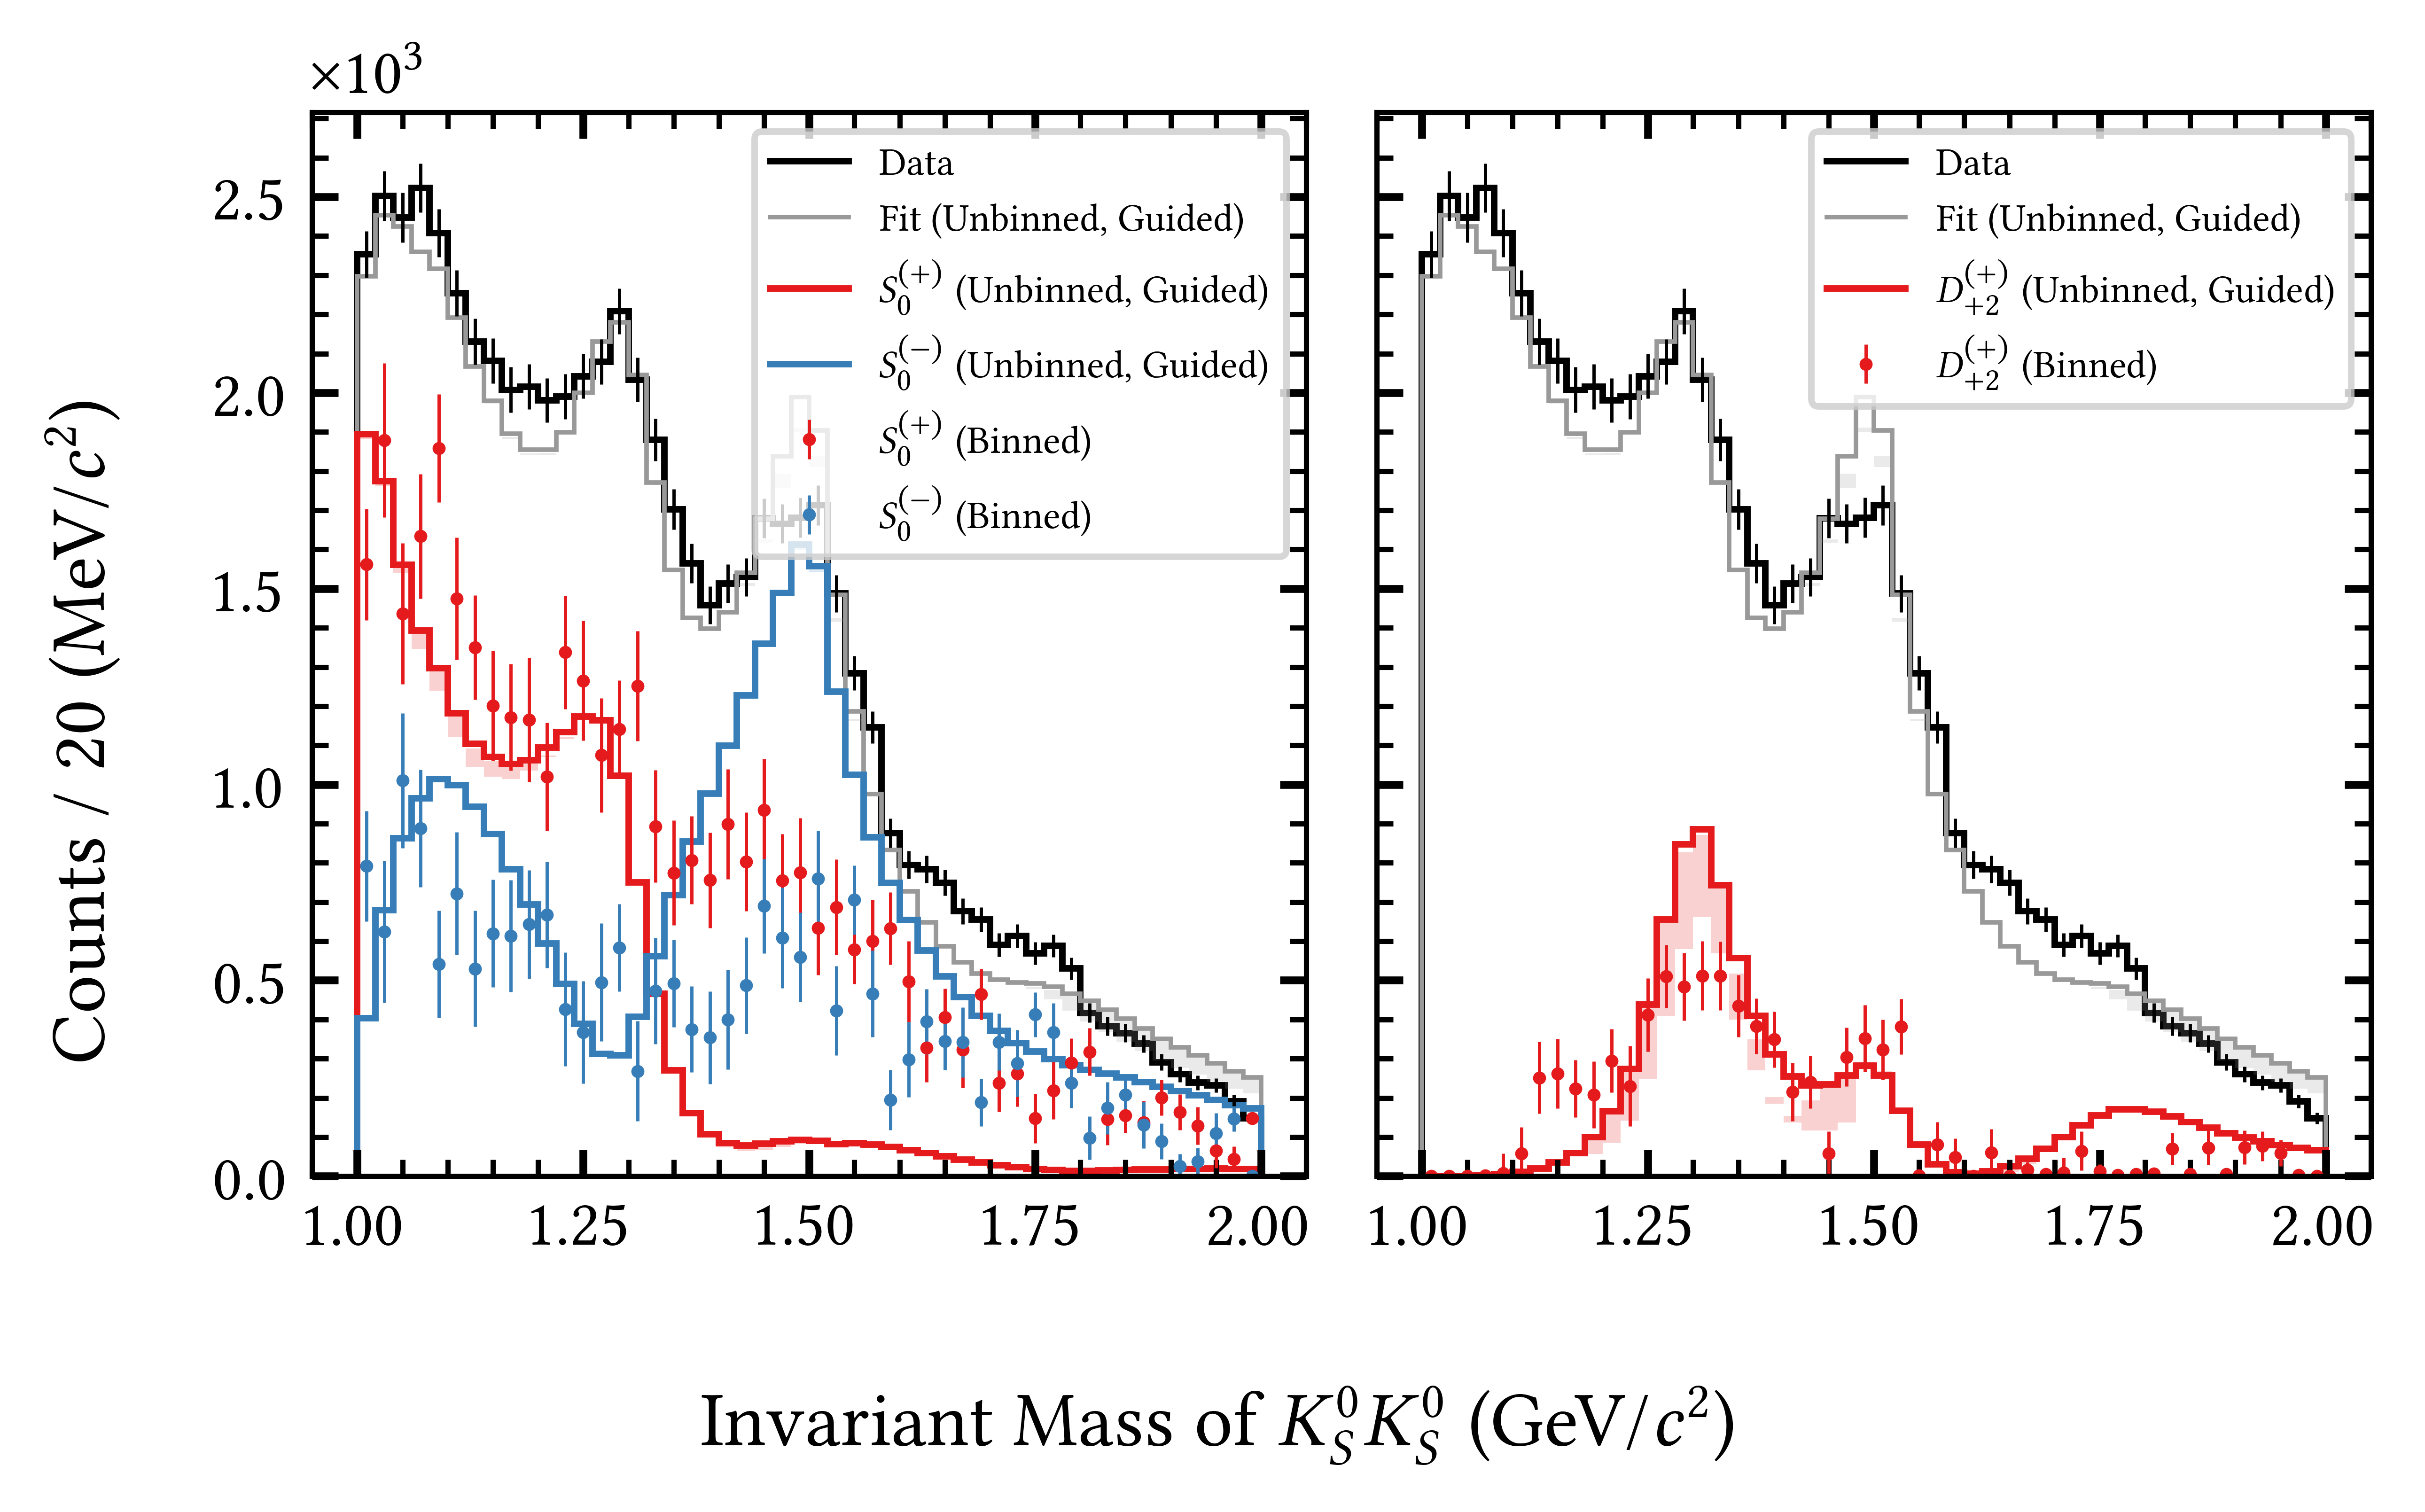 ×10³
Counts / 20 (MeV/c²)
2.5
2.0
1.5
1.0
0.5
0.0
Data
Fit (Unbinned, Guided)
S₀⁽⁺⁾ (Unbinned, Guided)
S₀⁽⁻⁾ (Unbinned, Guided)
S₀⁽⁺⁾ (Binned)
S₀⁽⁻⁾ (Binned)
1.00 1.25 1.50 1.75 2.00
Data
Fit (Unbinned, Guided)
D₊₂⁽⁺⁾ (Unbinned, Guided)
D₊₂⁽⁺⁾ (Binned)
1.00 1.25 1.50 1.75 2.00
Invariant Mass of K_S⁰K_S⁰ (GeV/c²)